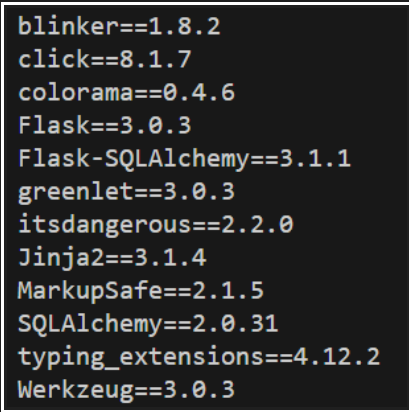 blinker==1.8.2
click==8.1.7
colorama==0.4.6
Flask==3.0.3
Flask-SQLAlchemy==3.1.1
greenlet==3.0.3
itsdangerous==2.2.0
Jinja2==3.1.4
MarkupSafe==2.1.5
SQLAlchemy==2.0.31
typing_extensions==4.12.2
Werkzeug==3.0.3